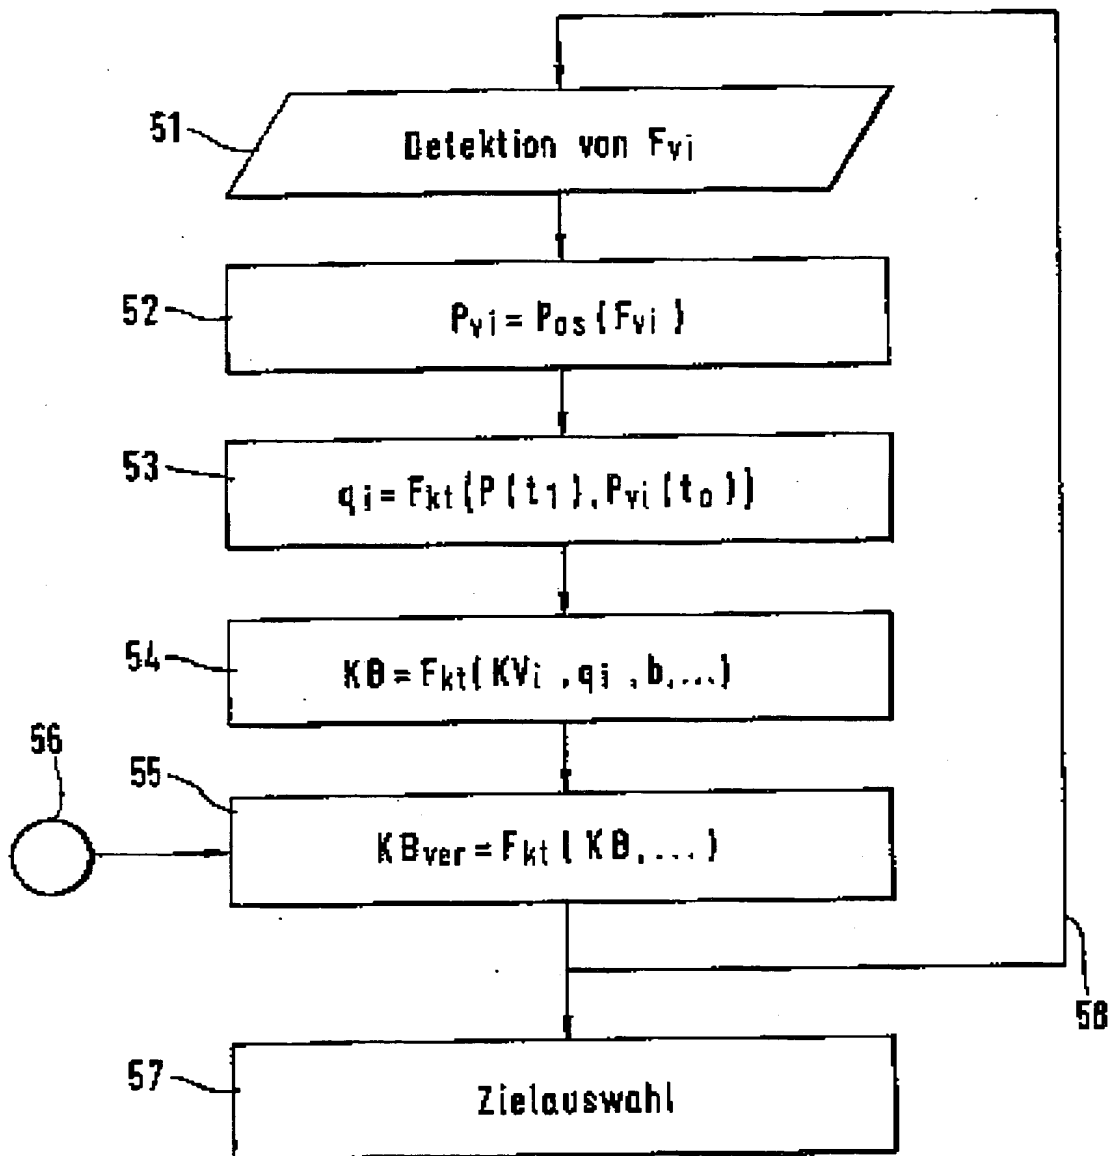 51
Detektion von Fvi
52
Pvi = Pos (Fvi)
53
qi = Fkt (P(t1), Pvi(t0))
54
KB = Fkt (KVi, qi, b, ...)
56
55
KBver = Fkt (KB, ...)
58
57
Zielauswahl